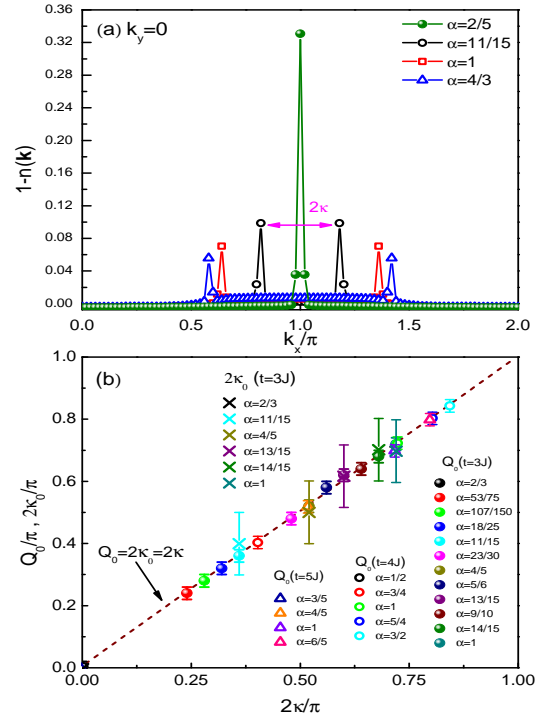 (a) k_y=0
α=2/5
α=11/15
α=1
α=4/3
2κ
1-n(k)
0.36
0.32
0.28
0.24
0.20
0.16
0.12
0.08
0.04
0.00
0.0 0.5 1.0 1.5 2.0
k_x/π
(b)
2κ_0 (t=3J)
α=2/3
α=11/15
α=4/5
α=13/15
α=14/15
α=1
Q_0=2κ_0=2κ
Q_0(t=5J)
α=3/5
α=4/5
α=1
α=6/5
Q_0(t=4J)
α=1/2
α=3/4
α=1
α=5/4
α=3/2
Q_0(t=3J)
α=2/3
α=53/75
α=107/150
α=18/25
α=11/15
α=23/30
α=4/5
α=5/6
α=13/15
α=9/10
α=14/15
α=1
Q_0/π, 2κ_0/π
1.0
0.8
0.6
0.4
0.2
0.0
0.00 0.25 0.50 0.75 1.00
2κ/π